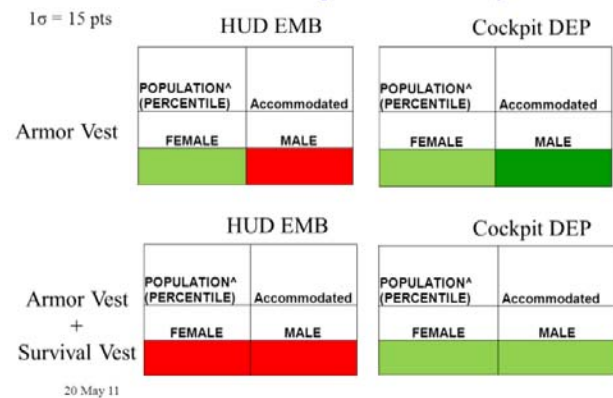 1σ = 15 pts
HUD EMB
Cockpit DEP
POPULATION^
(PERCENTILE)
Accommodated
POPULATION^
(PERCENTILE)
Accommodated
Armor Vest
FEMALE
MALE
FEMALE
MALE
HUD EMB
Cockpit DEP
POPULATION^
(PERCENTILE)
Accommodated
POPULATION^
(PERCENTILE)
Accommodated
Armor Vest
+
Survival Vest
FEMALE
MALE
FEMALE
MALE
20 May 11